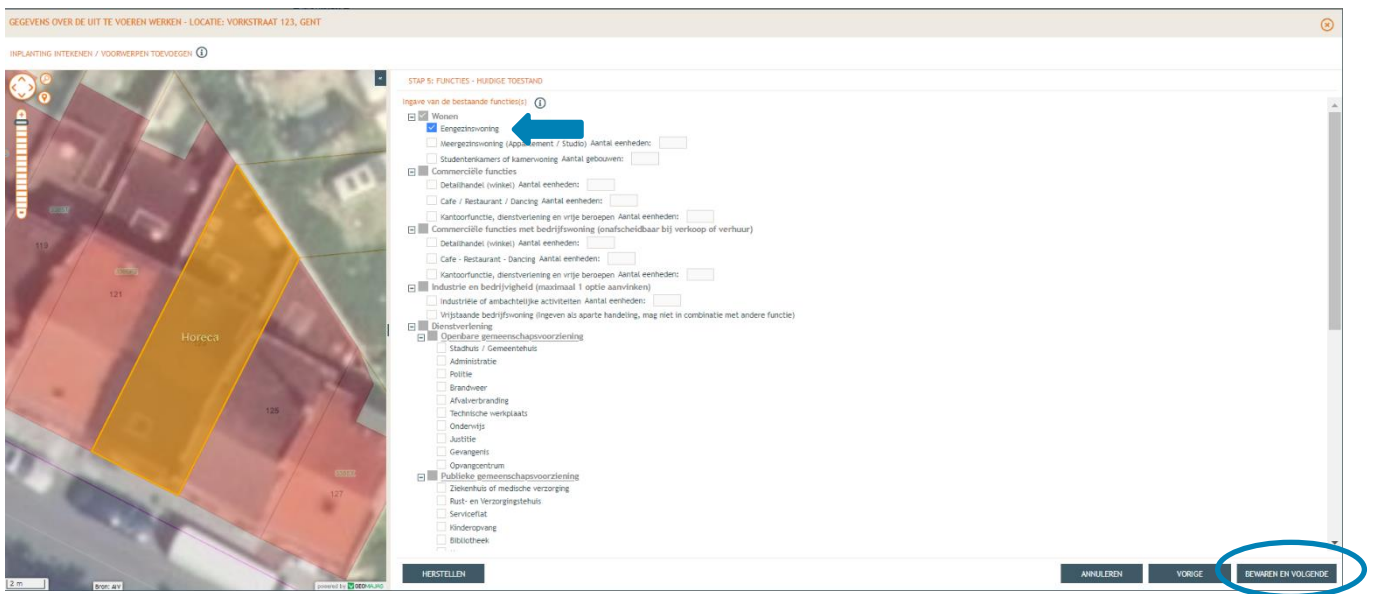 GEGEVENS OVER DE UIT TE VOEREN WERKEN - LOCATIE: VORKSTRAAT 123, GENT
INPLANTING INTEKENEN / VOORWERPEN TOEVOEGEN
STAP 5: FUNCTIES - HUIDIGE TOESTAND
Ingave van de bestaande functies(s)
Wonen
Eengezinswoning
Meergezinswoning (Appartement / Studio) Aantal eenheden:
Studentenkamers of kamerwoning Aantal gebouwen:
Commerciële functies
Detailhandel (winkel) Aantal eenheden:
Cafe / Restaurant / Dancing Aantal eenheden:
Kantoorfunctie, dienstverlening en vrije beroepen Aantal eenheden:
Commerciële functies met bedrijfswoning (onafscheidbaar bij verkoop of verhuur)
Detailhandel (winkel) Aantal eenheden:
Cafe - Restaurant - Dancing Aantal eenheden:
Kantoorfunctie, dienstverlening en vrije beroepen Aantal eenheden:
Industrie en bedrijvigheid (maximaal 1 optie aanvinken)
Industriële of ambachtelijke activiteiten Aantal eenheden:
Vrijstaande bedrijfswoning (Ingeven als aparte handeling, mag niet in combinatie met andere functie)
Dienstverlening
Openbare gemeenschapsvoorziening
Stadhuis / Gemeentehuis
Administratie
Politie
Brandweer
Afvalverbranding
Technische werkplaats
Onderwijs
Justitie
Gevangenis
Opvangcentrum
Publieke gemeenschapsvoorziening
Ziekenhuis of medische verzorging
Rust- en Verzorgingstehuis
Serviceflat
Kinderopvang
Bibliotheek
119
121
Horeca
125
127
2 m
Bron: AIV
powered by GEOMAJAS
HERSTELLEN
ANNULEREN
VORIGE
BEWAREN EN VOLGENDE